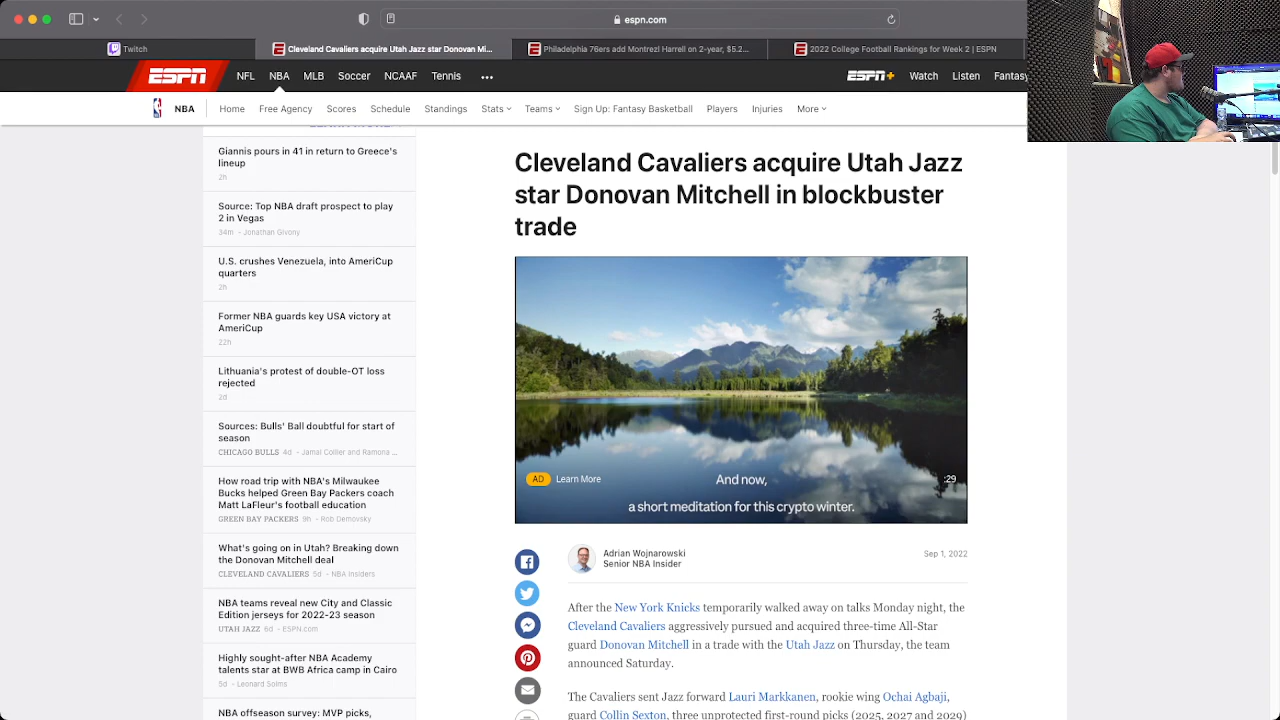 espn.com
Twitch
Cleveland Cavaliers acquire Utah Jazz star Donovan Mi...
Philadelphia 76ers and Montrezl Harrell on 2-year, $5.2...
2022 College Football Rankings for Week 2 | ESPN
ESPN
NFL
NBA
MLB
Soccer
NCAAF
Tennis
•••
ESPN+
Watch
Listen
Fantasy
NBA
Home
Free Agency
Scores
Schedule
Standings
Stats
Teams
Sign Up: Fantasy Basketball
Players
Injuries
More
Giannis pours in 41 in return to Greece's
lineup
2h
Source: Top NBA draft prospect to play
2 in Vegas
34m - Jonathan Givony
U.S. crushes Venezuela, into AmeriCup
quarters
2h
Former NBA guards key USA victory at
AmeriCup
22h
Lithuania's protest of double-OT loss
rejected
2d
Sources: Bulls' Ball doubtful for start of
season
CHICAGO BULLS 4d - Jamal Collier and Ramona ...
How road trip with NBA's Milwaukee
Bucks helped Green Bay Packers coach
Matt LaFleur's football education
GREEN BAY PACKERS 9h - Rob Demovsky
What's going on in Utah? Breaking down
the Donovan Mitchell deal
CLEVELAND CAVALIERS 5d - NBA Insiders
NBA teams reveal new City and Classic
Edition jerseys for 2022-23 season
UTAH JAZZ 6d - ESPN.com
Highly sought-after NBA Academy
talents star at BWB Africa camp in Cairo
5d - Leonard Solms
NBA offseason survey: MVP picks,
Cleveland Cavaliers acquire Utah Jazz
star Donovan Mitchell in blockbuster
trade
AD Learn More
And now,
a short meditation for this crypto winter.
:29
Adrian Wojnarowski
Senior NBA Insider
Sep 1, 2022
After the New York Knicks temporarily walked away on talks Monday night, the
Cleveland Cavaliers aggressively pursued and acquired three-time All-Star
guard Donovan Mitchell in a trade with the Utah Jazz on Thursday, the team
announced Saturday.
The Cavaliers sent Jazz forward Lauri Markkanen, rookie wing Ochai Agbaji,
guard Collin Sexton, three unprotected first-round picks (2025, 2027 and 2029)